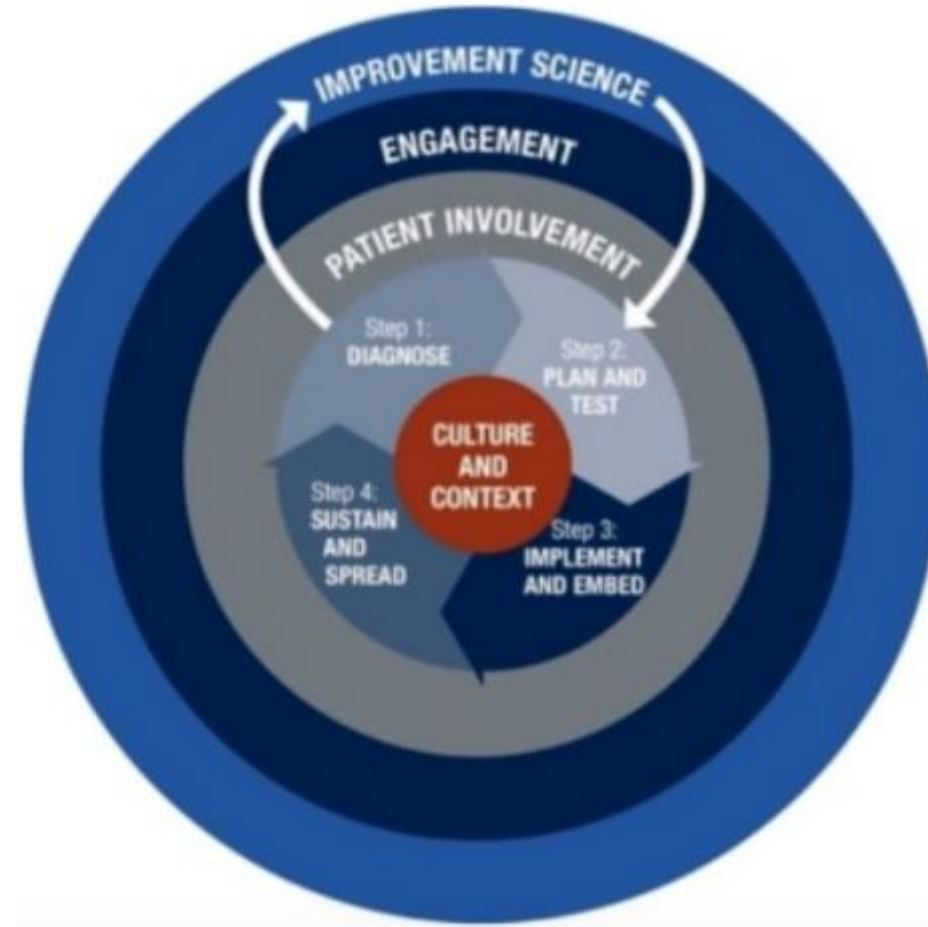 IMPROVEMENT SCIENCE
ENGAGEMENT
PATIENT INVOLVEMENT
Step 1:
DIAGNOSE
Step 2:
PLAN AND
TEST
CULTURE
AND
CONTEXT
Step 4:
SUSTAIN
AND
SPREAD
Step 3:
IMPLEMENT
AND EMBED